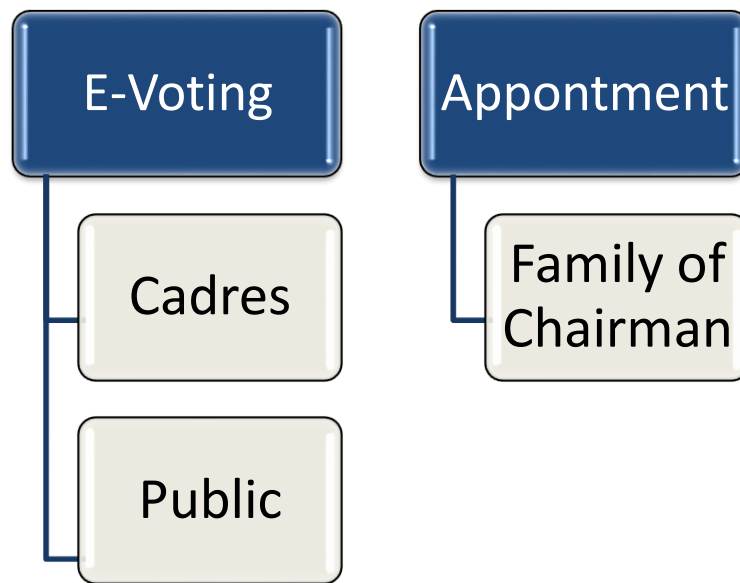 E-Voting
Cadres
Public
Appontment
Family of
Chairman